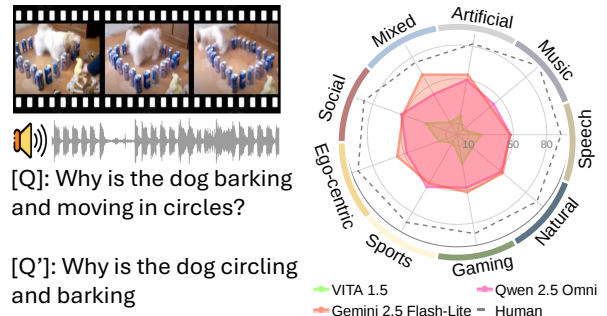 [Q]: Why is the dog barking
and moving in circles?
[Q’]: Why is the dog circling
and barking
Artificial
Music
Speech
Natural
Gaming
Sports
Ego-centric
Social
Mixed
10
50
80
VITA 1.5
Qwen 2.5 Omni
Gemini 2.5 Flash-Lite
Human